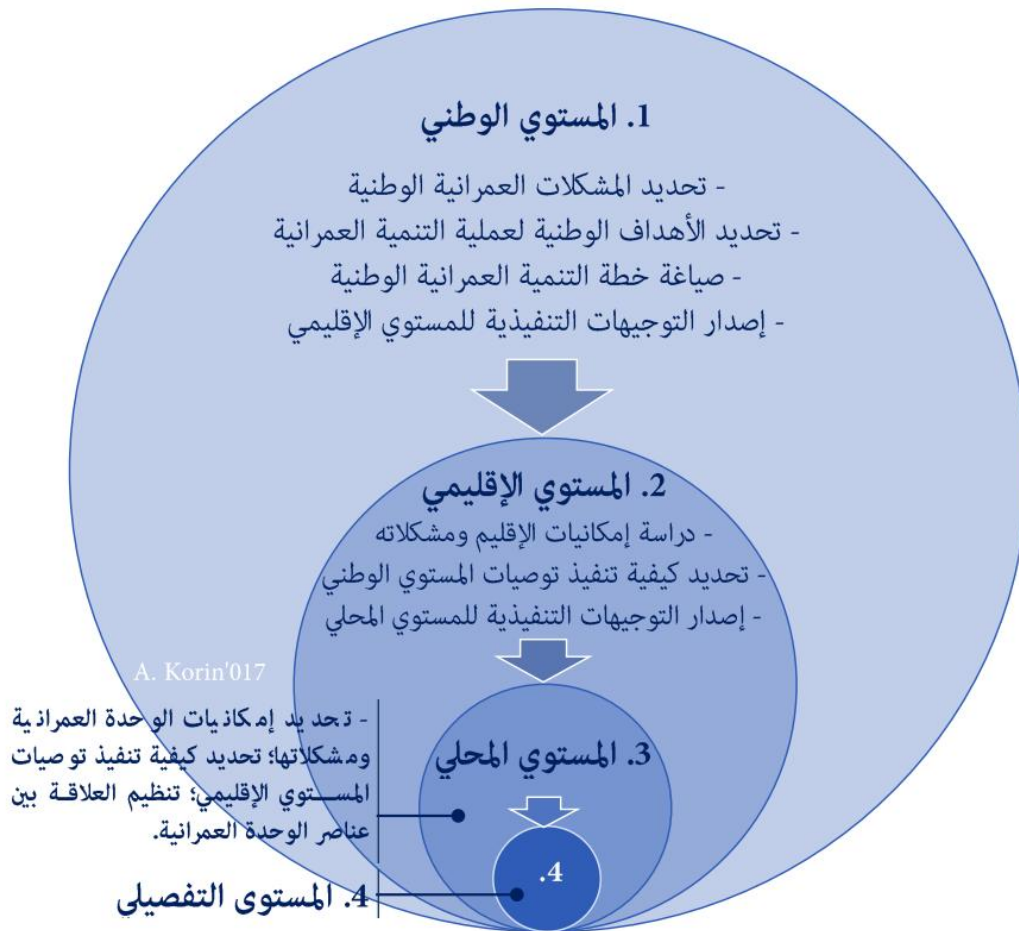 1. المستوي الوطني
- تحديد المشكلات العمرانية الوطنية
- تحديد الأهداف الوطنية لعملية التنمية العمرانية
- صياغة خطة التنمية العمرانية الوطنية
- إصدار التوجيهات التنفيذية للمستوي الإقليمي
2. المستوي الإقليمي
- دراسة إمكانيات الإقليم ومشكلاته
- تحديد كيفية تنفيذ توصيات المستوي الوطني
- إصدار التوجيهات التنفيذية للمستوي المحلي
A. Korin'017
3. المستوي المحلي
- تحديد إمكانيات الوحدة العمرانية
ومشكلاتها؛ تحديد كيفية تنفيذ توصيات
المستوي الإقليمي؛ تنظيم العلاقة بين
عناصر الوحدة العمرانية.
4.
4. المستوى التفصيلي